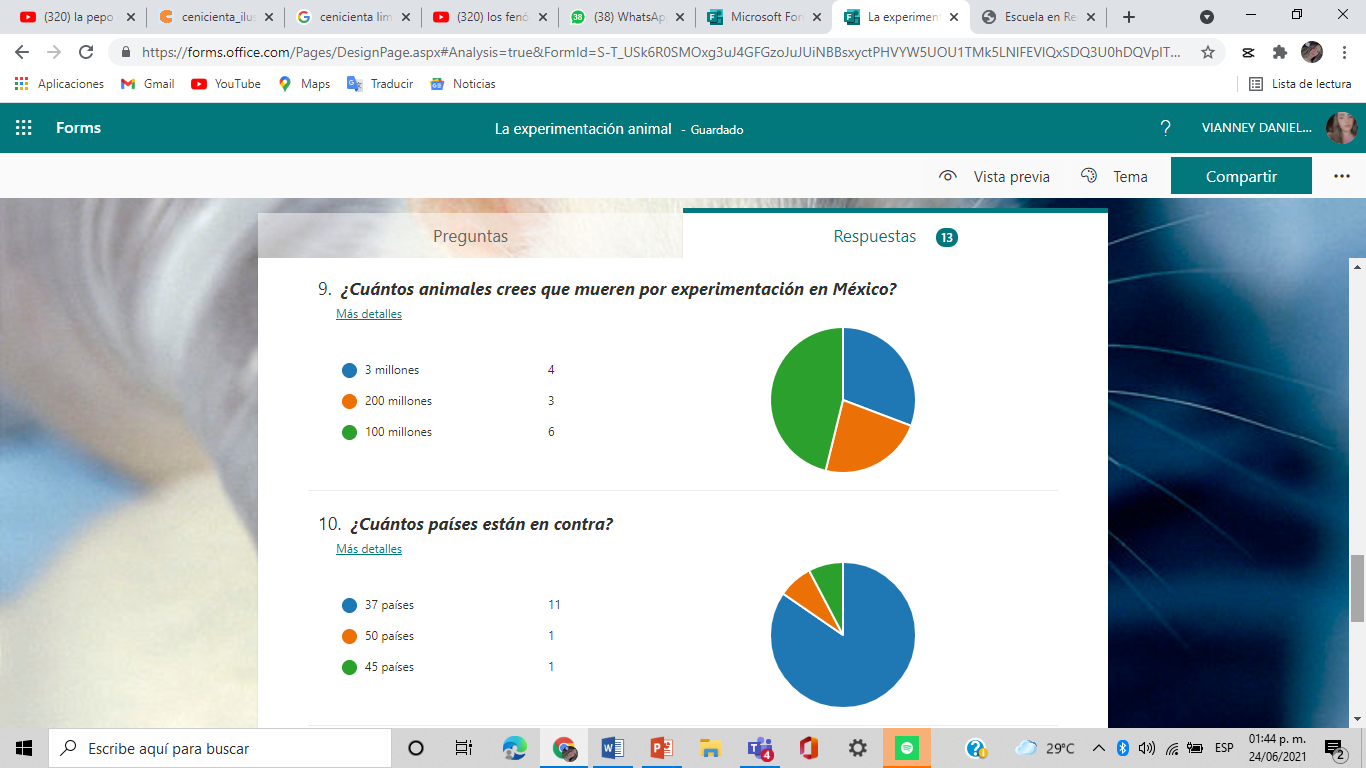 (320) la pepo
cenicienta_ilus
cenicienta lim
(320) los fenó
(38) WhatsAp
Microsoft For
La experiment
Escuela en Re
https://forms.office.com/Pages/DesignPage.aspx#Analysis=true&FormId=S-T_USk6R0SMOxg3uJ4GFGzoJuJUiNBBsxyctPHVYW5UOU1TMk5LNlFEVlQxSDQ3U0hDQVpIT...
Aplicaciones
Gmail
YouTube
Maps
Traducir
Noticias
Lista de lectura
Forms
La experimentación animal - Guardado
?
VIANNEY DANIEL...
Vista previa
Tema
Compartir
Preguntas
Respuestas 13
9. ¿Cuántos animales crees que mueren por experimentación en México?
Más detalles
3 millones 4
200 millones 3
100 millones 6
10. ¿Cuántos países están en contra?
Más detalles
37 países 11
50 países 1
45 países 1
Escribe aquí para buscar
4
29°C
ESP
01:44 p. m.
24/06/2021
2